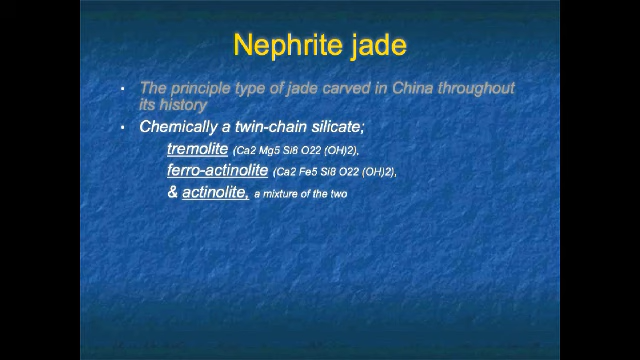 Nephrite jade
• The principle type of jade carved in China throughout
its history
• Chemically a twin-chain silicate;
tremolite (Ca2 Mg5 Si8 O22 (OH)2),
ferro-actinolite (Ca2 Fe5 Si8 O22 (OH)2),
& actinolite, a mixture of the two